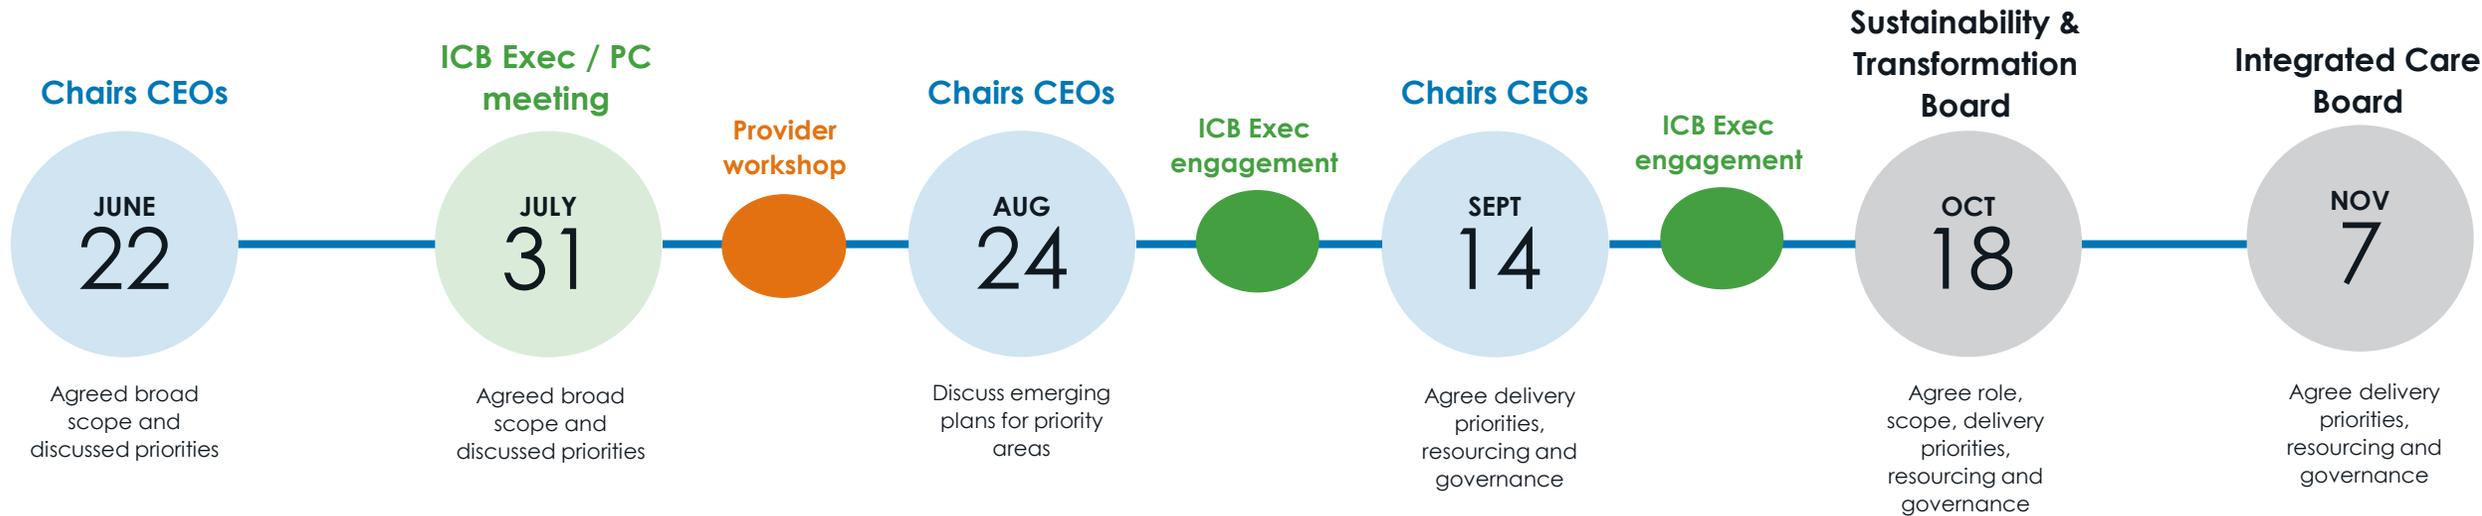 Chairs CEOs
JUNE
22
Agreed broad
scope and
discussed priorities
ICB Exec / PC
meeting
JULY
31
Agreed broad
scope and
discussed priorities
Provider
workshop
Chairs CEOs
AUG
24
Discuss emerging
plans for priority
areas
ICB Exec
engagement
Chairs CEOs
SEPT
14
Agree delivery
priorities,
resourcing and
governance
ICB Exec
engagement
Sustainability &
Transformation
Board
OCT
18
Agree role,
scope, delivery
priorities,
resourcing and
governance
Integrated Care
Board
NOV
7
Agree delivery
priorities,
resourcing and
governance